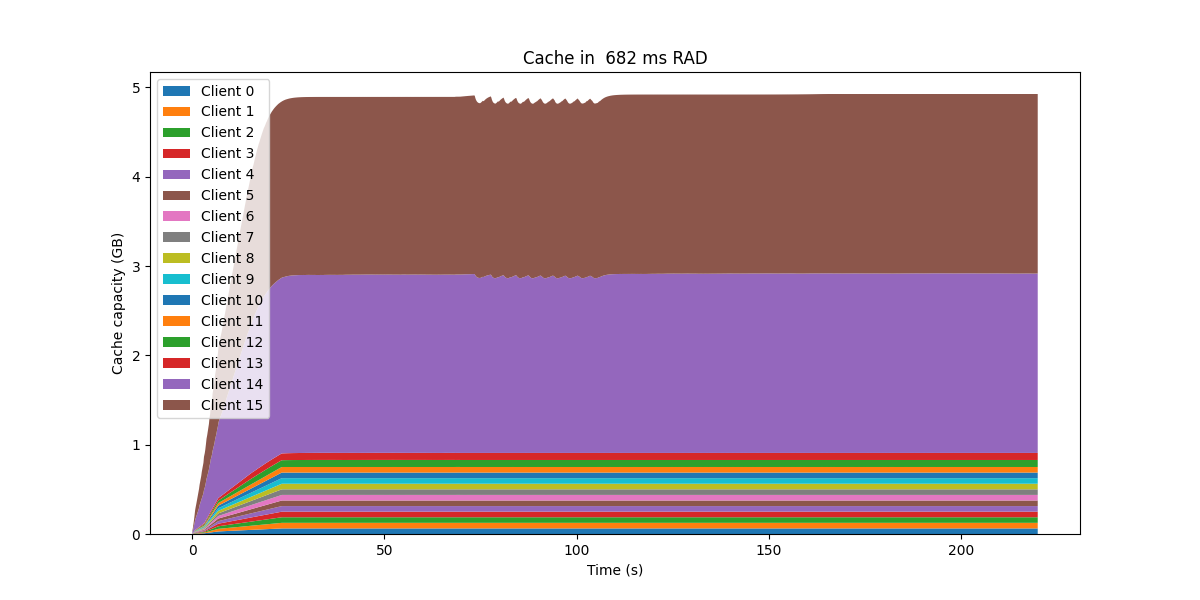 Cache in  682 ms RAD
Cache capacity (GB)
5
4
3
2
1
0
Client 0
Client 1
Client 2
Client 3
Client 4
Client 5
Client 6
Client 7
Client 8
Client 9
Client 10
Client 11
Client 12
Client 13
Client 14
Client 15
0 50 100 150 200
Time (s)